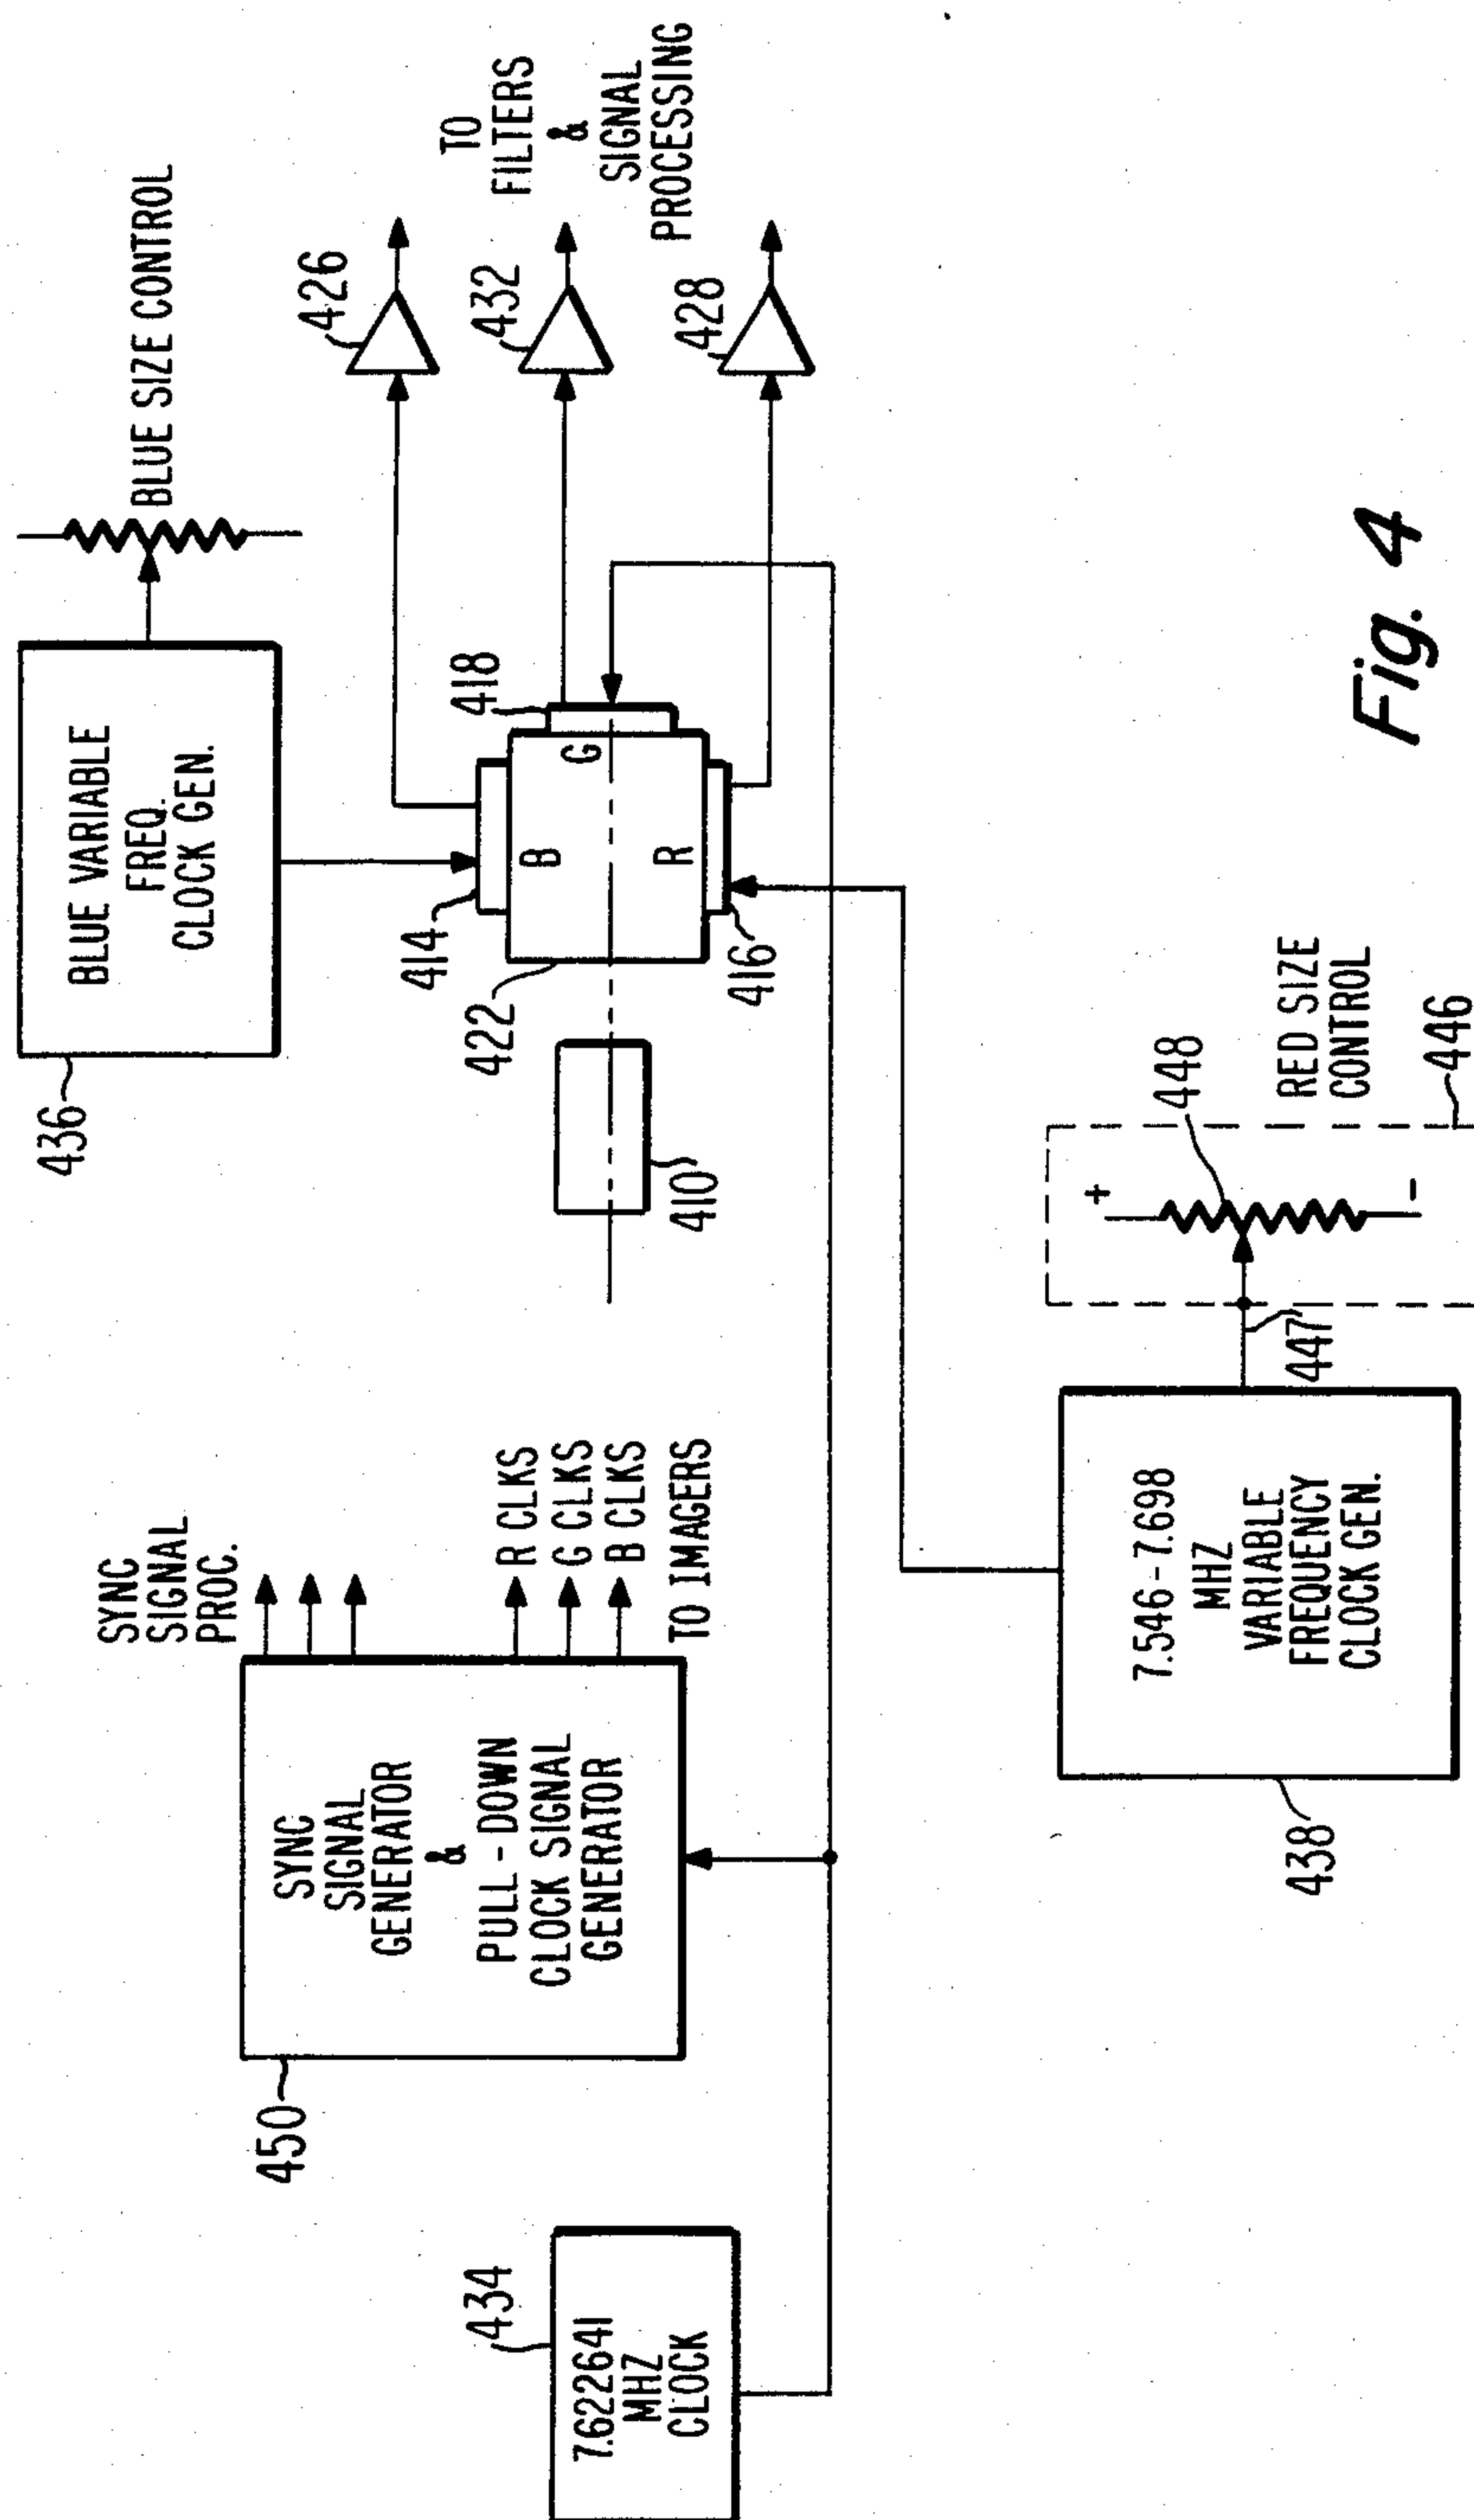 BLUE SIZE CONTROL
BLUE VARIABLE
FREQ.
CLOCK GEN.
436
426
432
428
TO
FILTERS
&
SIGNAL
PROCESSING
418
414
B
G
R
422
416
410
SYNC
SIGNAL
PROC.
SYNC
SIGNAL
GENERATOR
&
PULL-DOWN
CLOCK SIGNAL
GENERATOR
R CLKS
G CLKS
B CLKS
TO IMAGERS
450
434
7.622641
MHZ
CLOCK
448
+
-
RED SIZE
CONTROL
446
447
7.546-7.698
MHZ
VARIABLE
FREQUENCY
CLOCK GEN.
438
Fig. 4